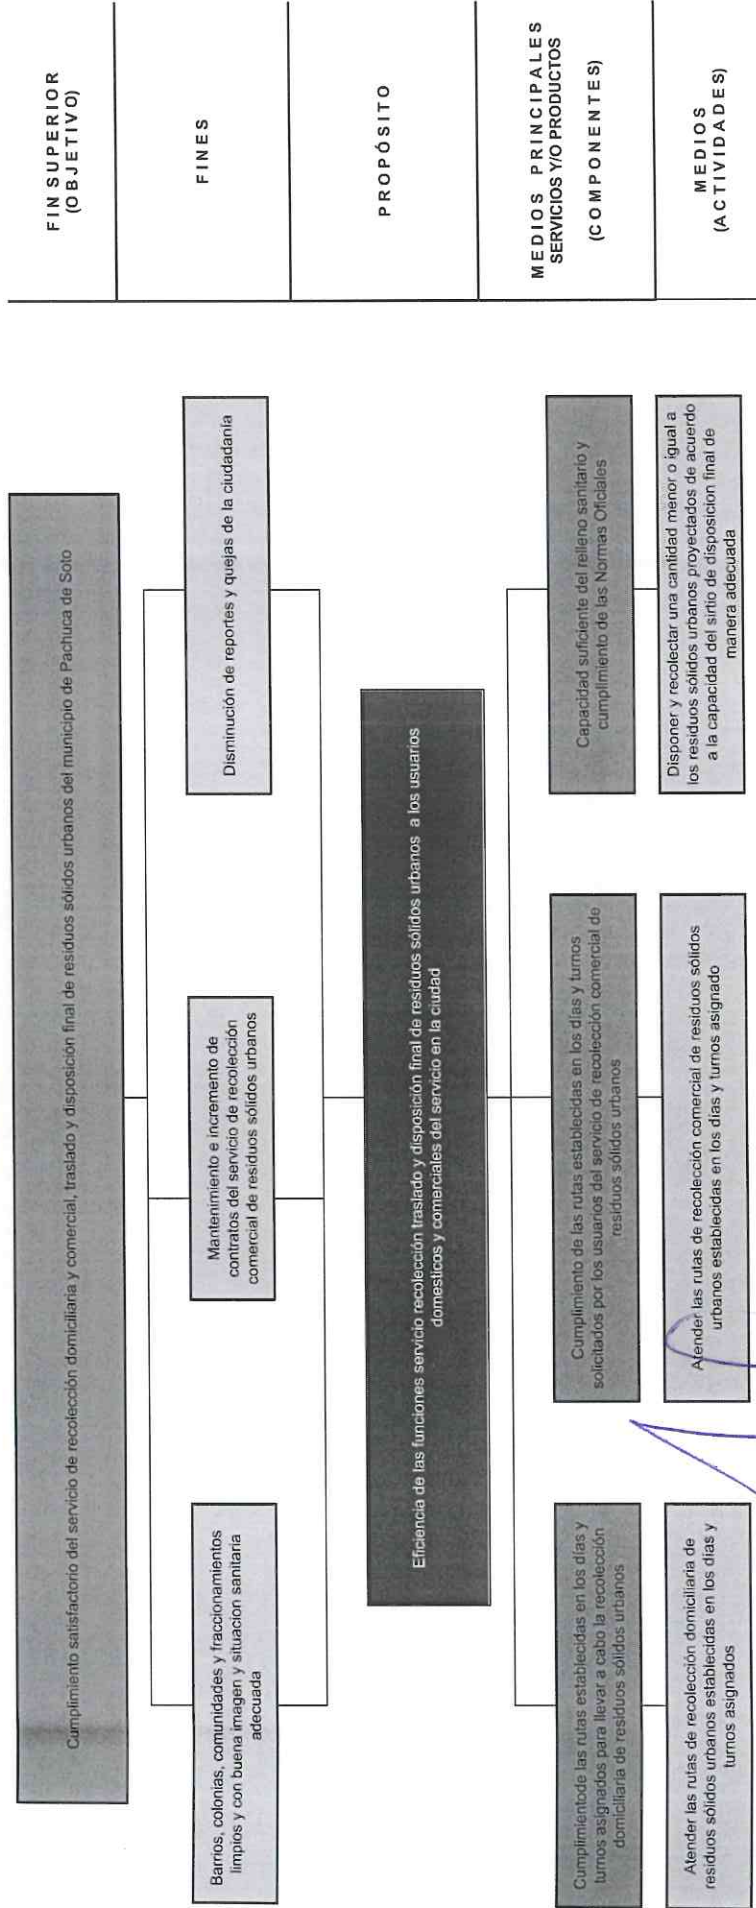 Cumplimiento satisfactorio del servicio de recolección domiciliaria y comercial, traslado y disposición final de residuos sólidos urbanos del municipio de Pachuca de Soto
FIN SUPERIOR
(OBJETIVO)
Barrios, colonias, comunidades y fraccionamientos
limpios y con buena imagen y situacion sanitaria
adecuada
Mantenimiento e incremento de
contratos del servicio de recolección
comercial de residuos sólidos urbanos
Disminución de reportes y quejas de la ciudadanía
FINES
Eficiencia de las funciones servicio recolección traslado y disposición final de residuos sólidos urbanos a los usuarios
domesticos y comerciales del servicio en la ciudad
PROPÓSITO
Cumplimientode las rutas establecidas en los días y
turnos asignados para llevar a cabo la recolección
domiciliaria de residuos sólidos urbanos
Cumplimiento de las rutas establecidas en los días y turnos
solicitados por los usuarios del servicio de recolección comercial de
residuos sólidos urbanos
Capacidad suficiente del relleno sanitario y
cumplimiento de las Normas Oficiales
MEDIOS PRINCIPALES
SERVICIOS Y/O PRODUCTOS
(COMPONENTES)
Atender las rutas de recolección domiciliaria de
residuos sólidos urbanos establecidas en los días y
turnos asignados
Atender las rutas de recolección comercial de residuos sólidos
urbanos establecidas en los días y turnos asignado
Disponer y recolectar una cantidad menor o igual a
los residuos sólidos urbanos proyectados de acuerdo
a la capacidad del sirtio de disposicion final de
manera adecuada
MEDIOS
(ACTIVIDADES)